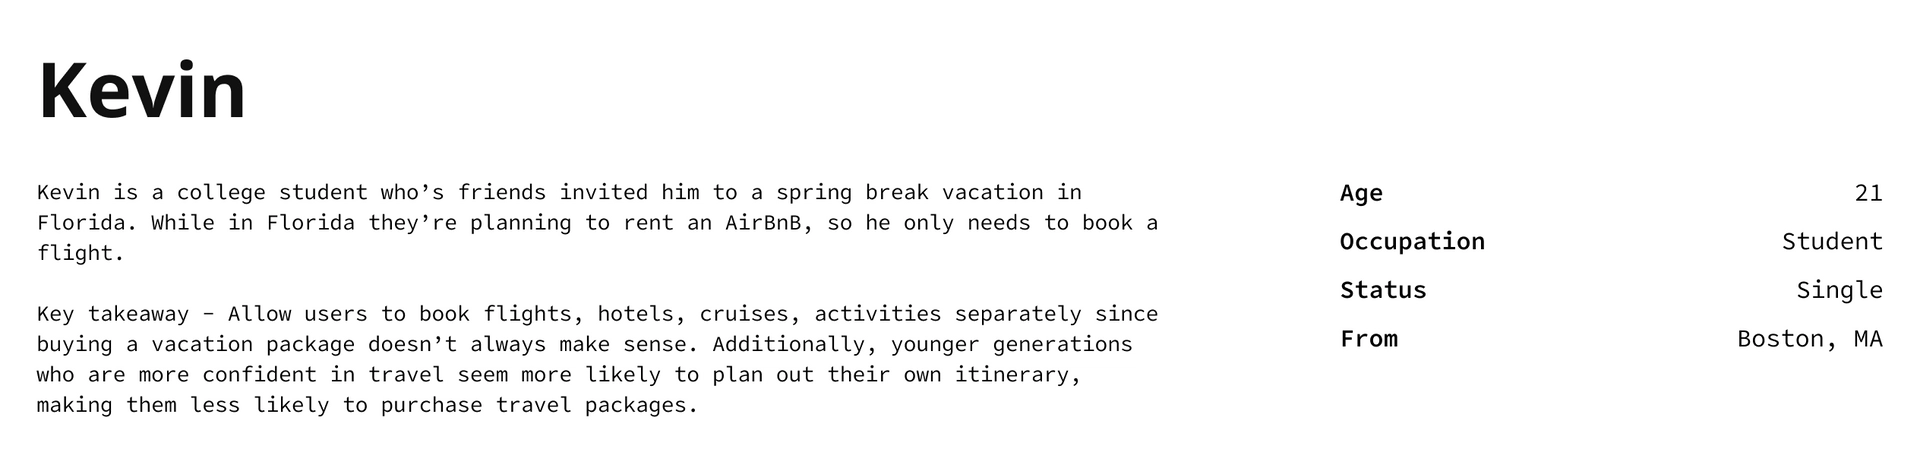 Kevin
Kevin is a college student who’s friends invited him to a spring break vacation in
Florida. While in Florida they’re planning to rent an AirBnB, so he only needs to book a
flight.
Key takeaway – Allow users to book flights, hotels, cruises, activities separately since
buying a vacation package doesn’t always make sense. Additionally, younger generations
who are more confident in travel seem more likely to plan out their own itinerary,
making them less likely to purchase travel packages.
Age 21
Occupation Student
Status Single
From Boston, MA